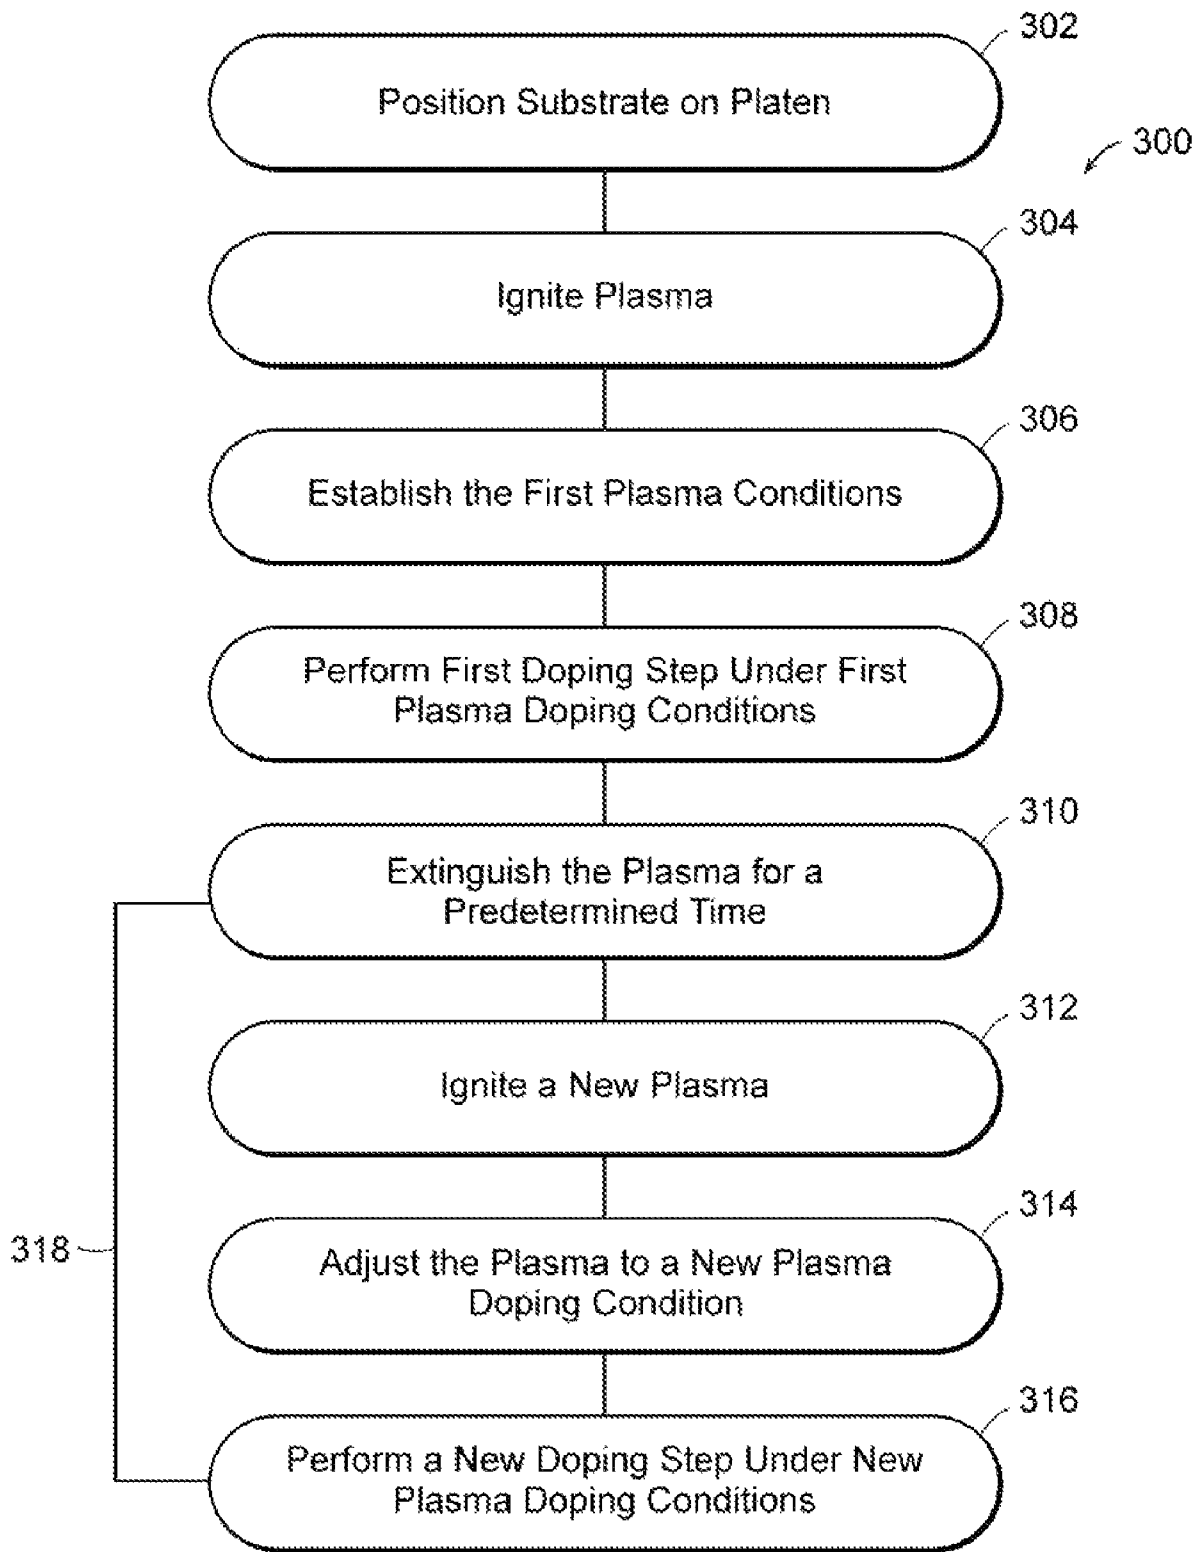 302
Position Substrate on Platen
300
304
Ignite Plasma
306
Establish the First Plasma Conditions
308
Perform First Doping Step Under First
Plasma Doping Conditions
310
Extinguish the Plasma for a
Predetermined Time
312
Ignite a New Plasma
314
318
Adjust the Plasma to a New Plasma
Doping Condition
316
Perform a New Doping Step Under New
Plasma Doping Conditions